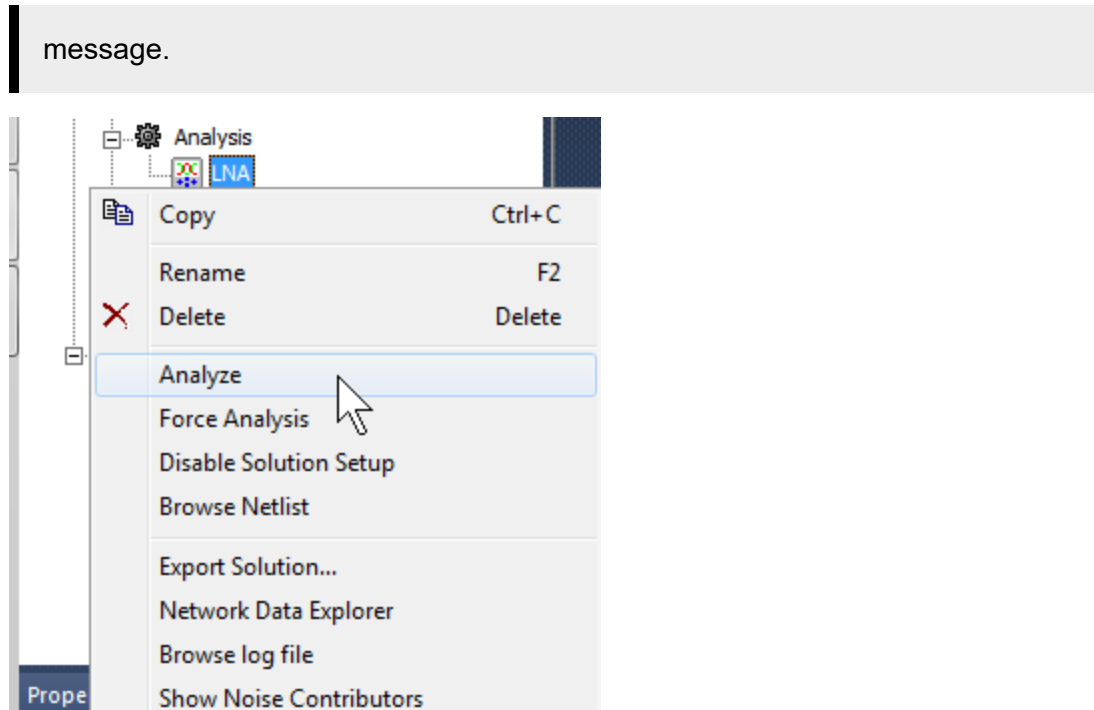 message.
Analysis
LNA
Copy Ctrl+C
Rename F2
Delete Delete
Analyze
Force Analysis
Disable Solution Setup
Browse Netlist
Export Solution...
Network Data Explorer
Browse log file
Prope
Show Noise Contributors